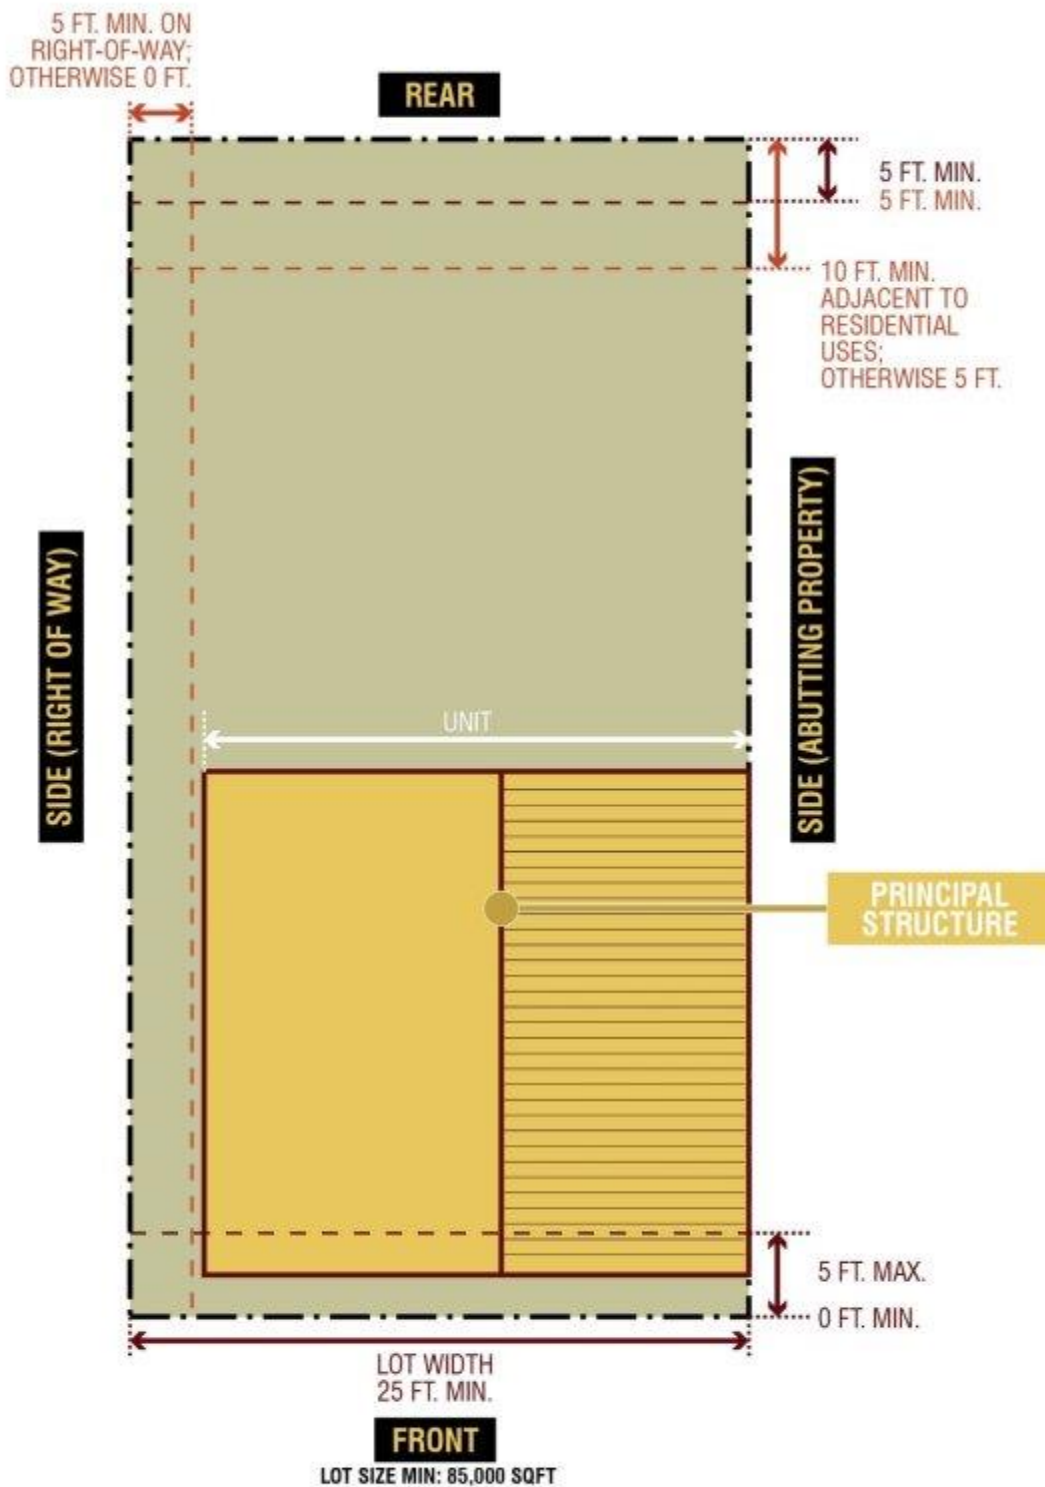 5 FT. MIN. ON
RIGHT-OF-WAY;
OTHERWISE 0 FT.
REAR
5 FT. MIN.
5 FT. MIN.
10 FT. MIN.
ADJACENT TO
RESIDENTIAL
USES;
OTHERWISE 5 FT.
SIDE (RIGHT OF WAY)
SIDE (ABUTTING PROPERTY)
UNIT
PRINCIPAL
STRUCTURE
5 FT. MAX.
0 FT. MIN.
LOT WIDTH
25 FT. MIN.
FRONT
LOT SIZE MIN: 85,000 SQFT